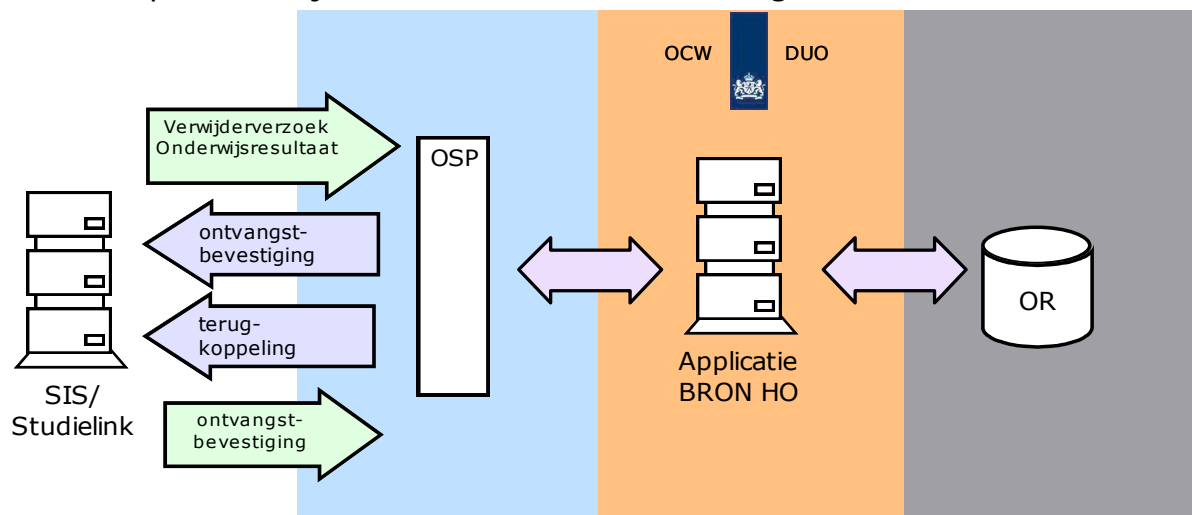 OCW DUO
Verwijderverzoek
Onderwijsresultaat
OSP
ontvangst-
bevestiging
terug-
koppeling
ontvangst-
bevestiging
SIS/
Studielink
Applicatie
BRON HO
OR